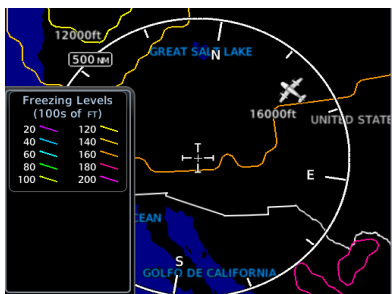 12000ft
500 NM
GREAT SALT LAKE
N
16000ft
UNITED STATE
Freezing Levels
(100s of FT)
20 120
40 140
60 160
80 180
100 200
E
CEAN
S
GOLFO DE CALIFORNIA